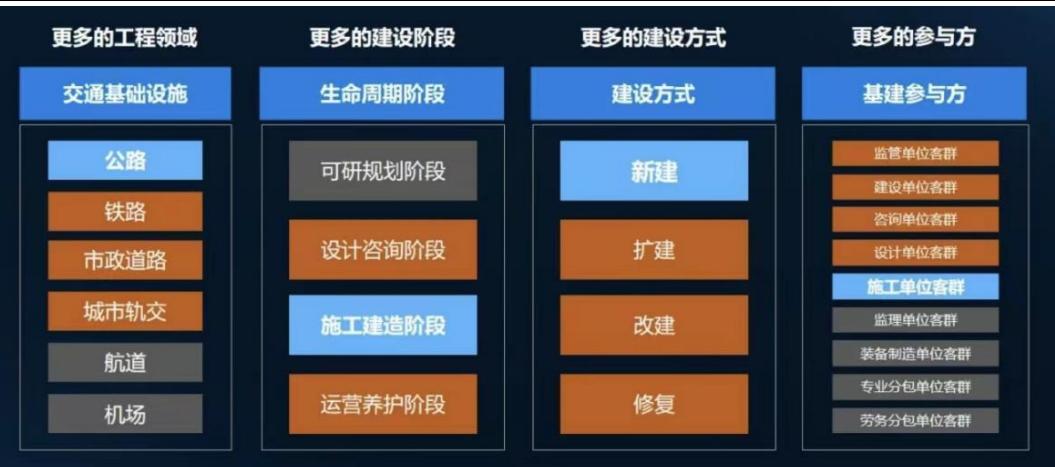 更多的工程领域
交通基础设施
公路
铁路
市政道路
城市轨交
航道
机场
更多的建设阶段
生命周期阶段
可研规划阶段
设计咨询阶段
施工建造阶段
运营养护阶段
更多的建设方式
建设方式
新建
扩建
改建
修复
更多的参与方
基建参与方
监管单位客群
建设单位客群
咨询单位客群
设计单位客群
施工单位客群
监理单位客群
装备制造单位客群
专业分包单位客群
劳务分包单位客群